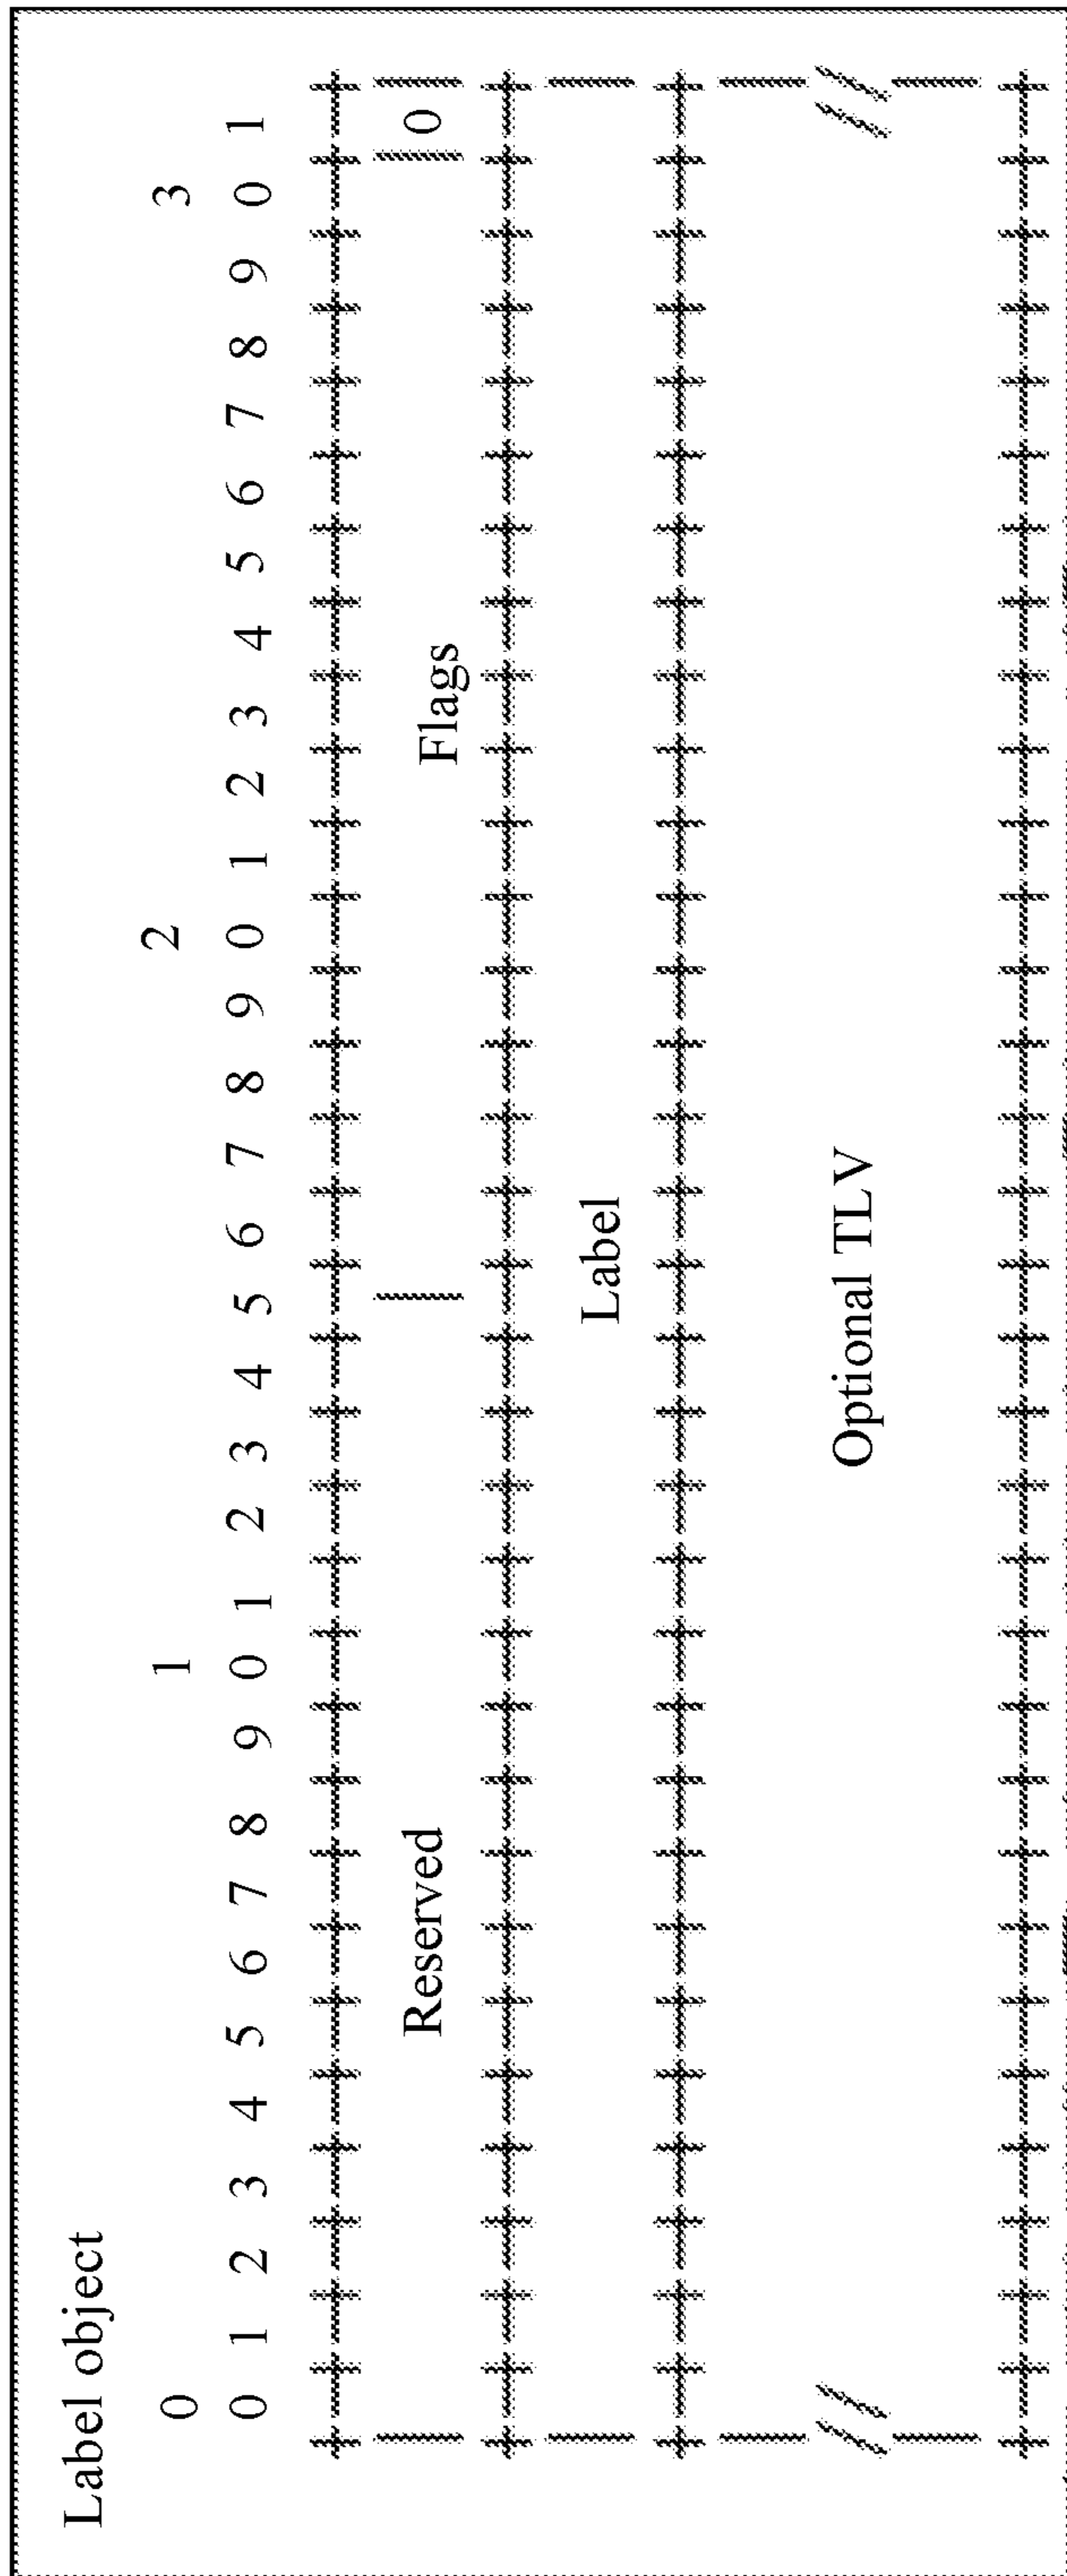 Label object
0 1 2 3
0 1 2 3 4 5 6 7 8 9 0 1 2 3 4 5 6 7 8 9 0 1 2 3 4 5 6 7 8 9 0 1
Reserved | Flags | 0 |
Label
// Optional TLV //